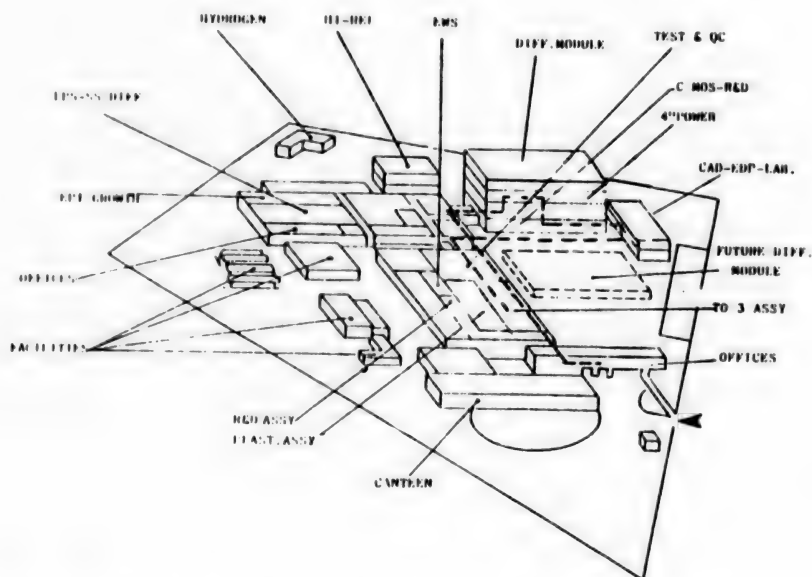 HYDROGEN
HI-REL
EWS
DIFF.MODULE
TEST & QC
C MOS-R&D
4"POWER
CAD-EDP-LAB.
EPI GROWTH
FUTURE DIFF.
MODULE
OFFICES
TO 3 ASSY
FACILITIES
OFFICES
R&D ASSY
PLAST.ASSY
CANTEEN